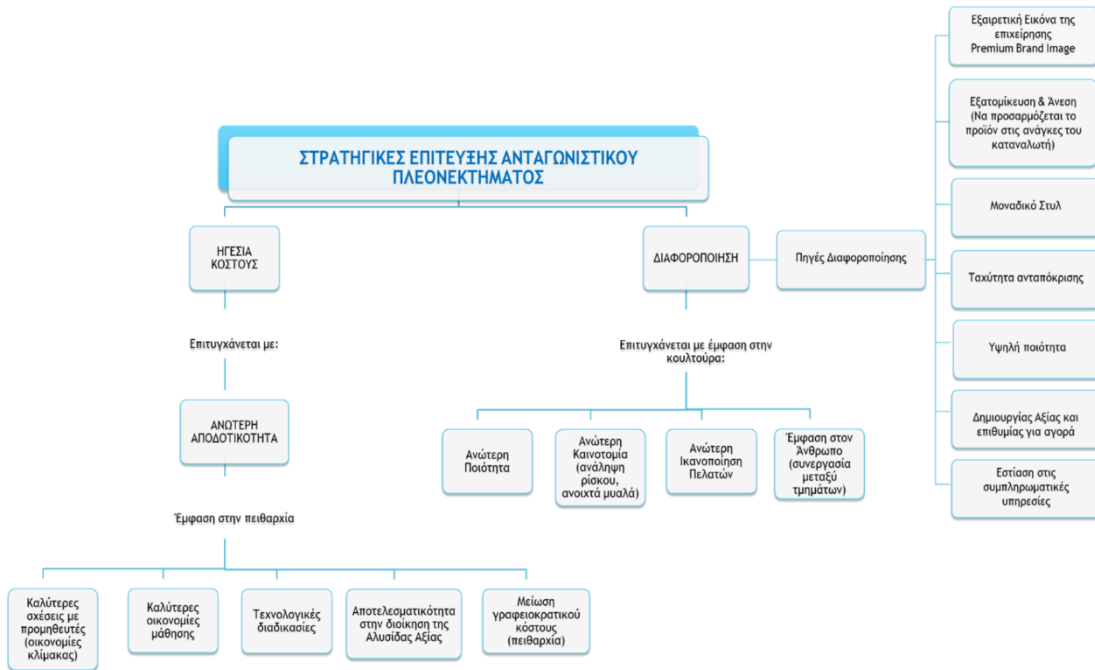 ΣΤΡΑΤΗΓΙΚΕΣ ΕΠΙΤΕΥΞΗΣ ΑΝΤΑΓΩΝΙΣΤΙΚΟΥ
ΠΛΕΟΝΕΚΤΗΜΑΤΟΣ
ΗΓΕΣΙΑ
ΚΟΣΤΟΥΣ
Επιτυγχάνεται με:
ΑΝΩΤΕΡΗ
ΑΠΟΔΟΤΙΚΟΤΗΤΑ
Έμφαση στην πειθαρχία
Καλύτερες
σχέσεις με
προμηθευτές
(οικονομίες
κλίμακας)
Καλύτερες
οικονομίες
μάθησης
Τεχνολογικές
διαδικασίες
Αποτελεσματικότητα
στην διοίκηση της
Αλυσίδας Αξίας
Μείωση
γραφειοκρατικού
κόστους
(πειθαρχία)
ΔΙΑΦΟΡΟΠΟΙΗΣΗ
Επιτυγχάνεται με έμφαση στην
κουλτούρα:
Ανώτερη
Ποιότητα
Ανώτερη
Καινοτομία
(ανάληψη
ρίσκου,
ανοιχτά μυαλά)
Ανώτερη
Ικανοποίηση
Πελατών
Έμφαση στον
Άνθρωπο
(συνεργασία
μεταξύ
τμημάτων)
Πηγές Διαφοροποίησης
Εξαιρετική Εικόνα της
επιχείρησης
Premium Brand Image
Εξατομίκευση & Άνεση
(Να προσαρμόζεται το
προϊόν στις ανάγκες του
καταναλωτή)
Μοναδικό Στυλ
Ταχύτητα ανταπόκρισης
Υψηλή ποιότητα
Δημιουργίας Αξίας και
επιθυμίας για αγορά
Εστίαση στις
συμπληρωματικές
υπηρεσίες